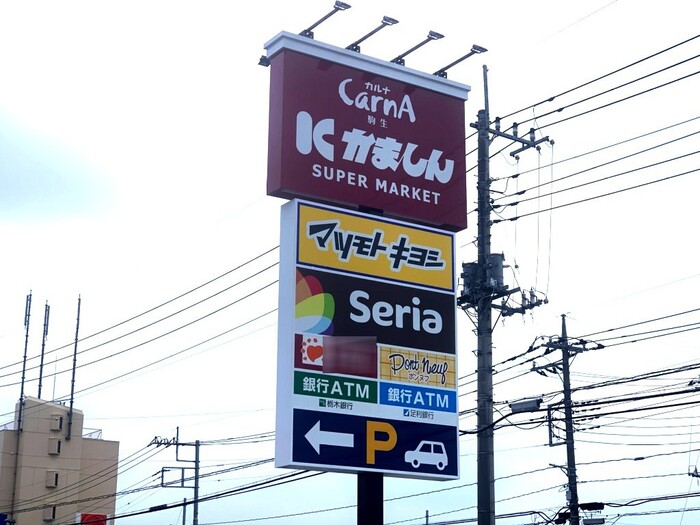 カルナ
CarnA
駒生
K かましん
SUPER MARKET
マツモトキヨシ
Seria
Pont Neuf
ポンヌフ
銀行ATM 銀行ATM
栃木銀行 足利銀行
P